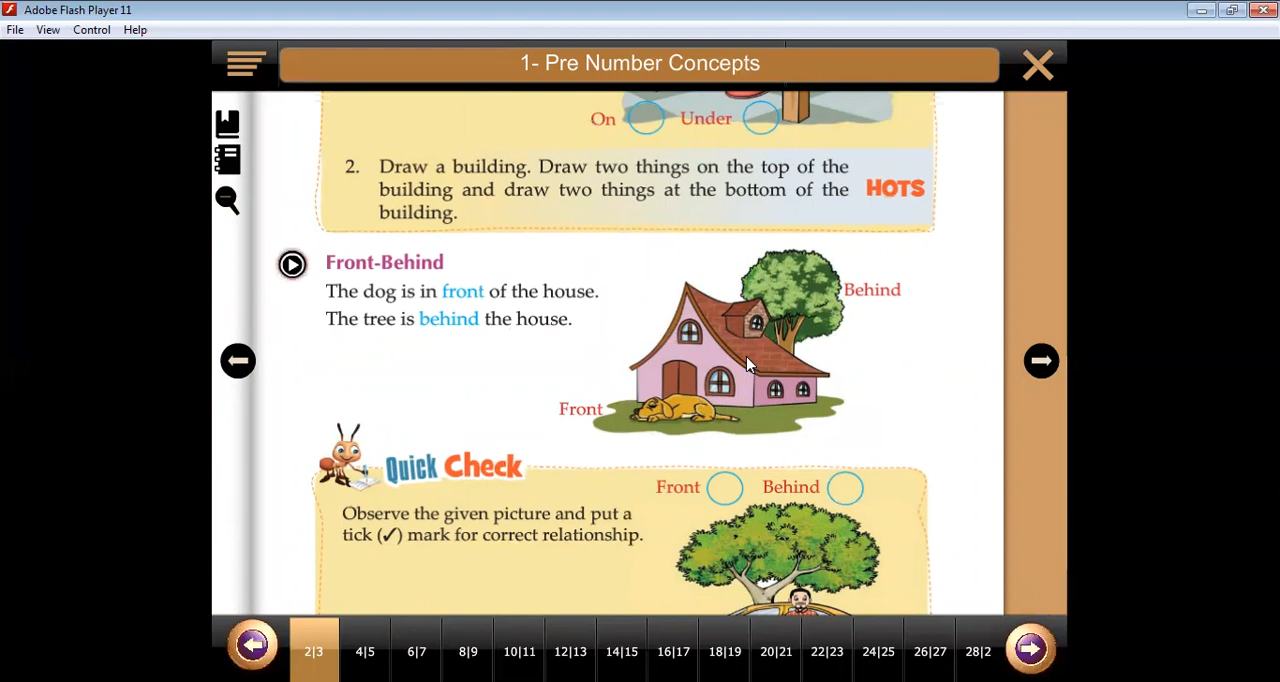 Adobe Flash Player 11
File View Control Help
1- Pre Number Concepts
On Under
2. Draw a building. Draw two things on the top of the
building and draw two things at the bottom of the
building.
HOTS
Front-Behind
The dog is in front of the house.
The tree is behind the house.
Behind
Front
Quick Check
Front Behind
Observe the given picture and put a
tick (✓) mark for correct relationship.
2|3 4|5 6|7 8|9 10|11 12|13 14|15 16|17 18|19 20|21 22|23 24|25 26|27 28|2